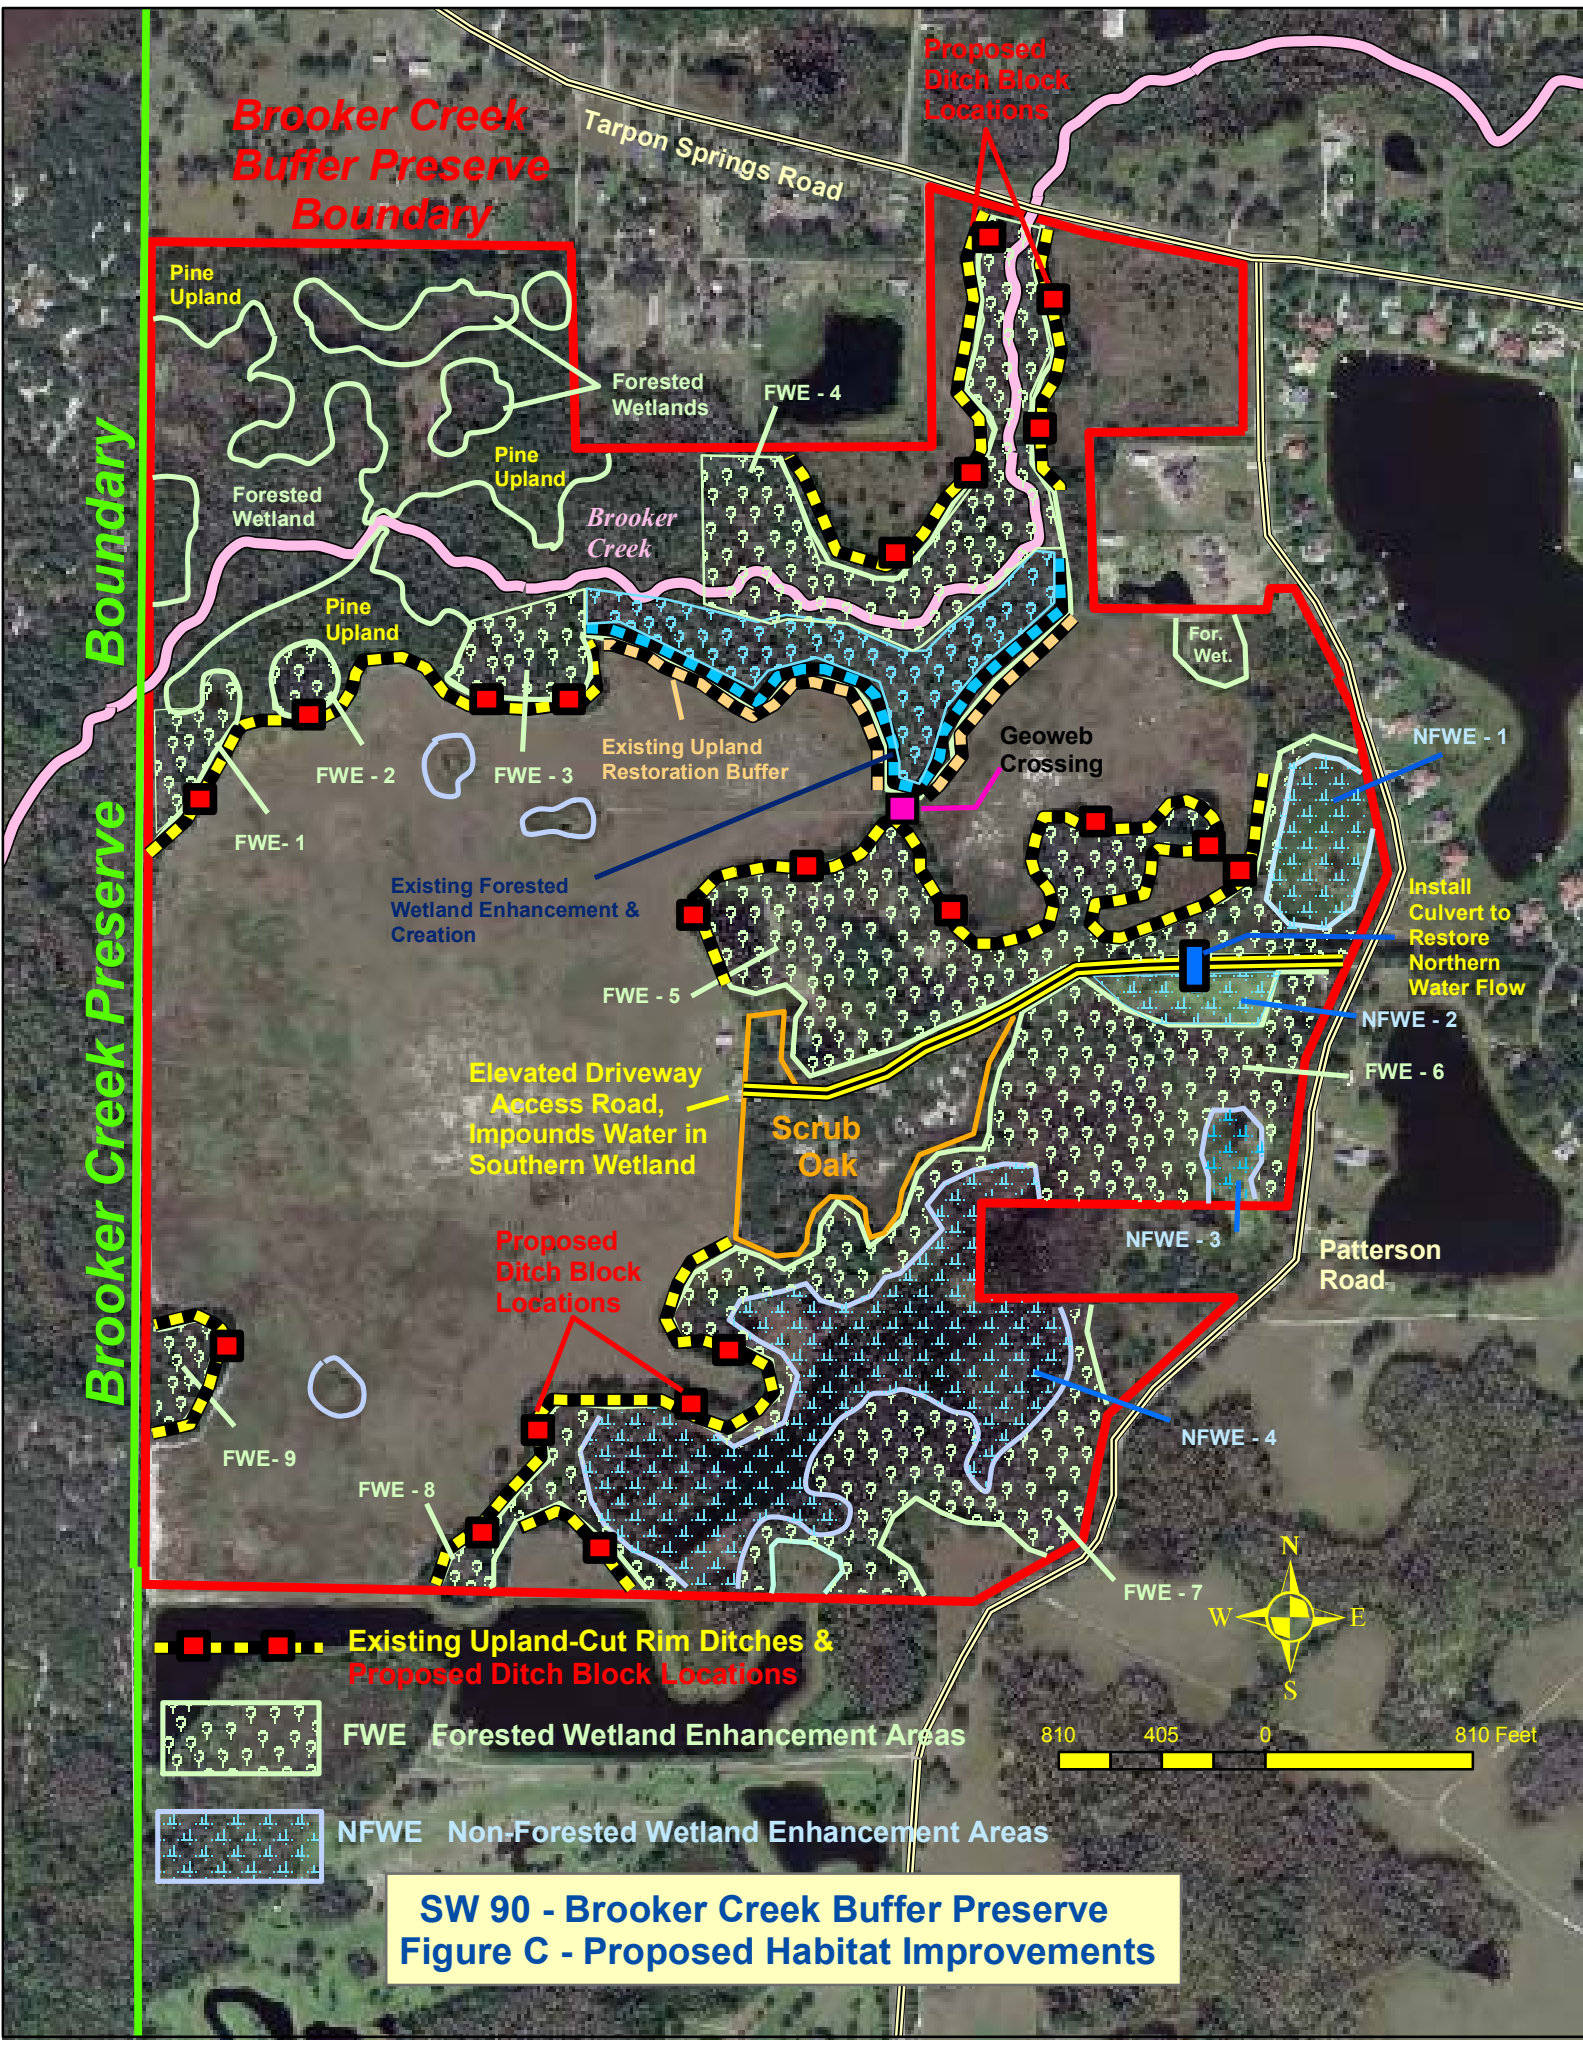 Proposed
Ditch Block
Locations
Brooker Creek
Buffer Preserve
Boundary
Tarpon Springs Road
Pine
Upland
Forested
Wetlands
FWE - 4
Pine
Upland
Forested
Wetland
Brooker
Creek
Pine
Upland
For.
Wet.
Brooker Creek Preserve Boundary
FWE - 2
FWE - 3
Existing Upland
Restoration Buffer
Geoweb
Crossing
NFWE - 1
FWE- 1
Existing Forested
Wetland Enhancement &
Creation
Install
Culvert to
Restore
Northern
Water Flow
FWE - 5
NFWE - 2
Elevated Driveway
Access Road,
Impounds Water in
Southern Wetland
FWE - 6
Scrub
Oak
Proposed
Ditch Block
Locations
NFWE - 3
Patterson
Road
NFWE - 4
FWE- 9
FWE - 8
FWE - 7
N
W
E
S
Existing Upland-Cut Rim Ditches &
Proposed Ditch Block Locations
FWE Forested Wetland Enhancement Areas
810 405 0 810 Feet
NFWE Non-Forested Wetland Enhancement Areas
SW 90 - Brooker Creek Buffer Preserve
Figure C - Proposed Habitat Improvements